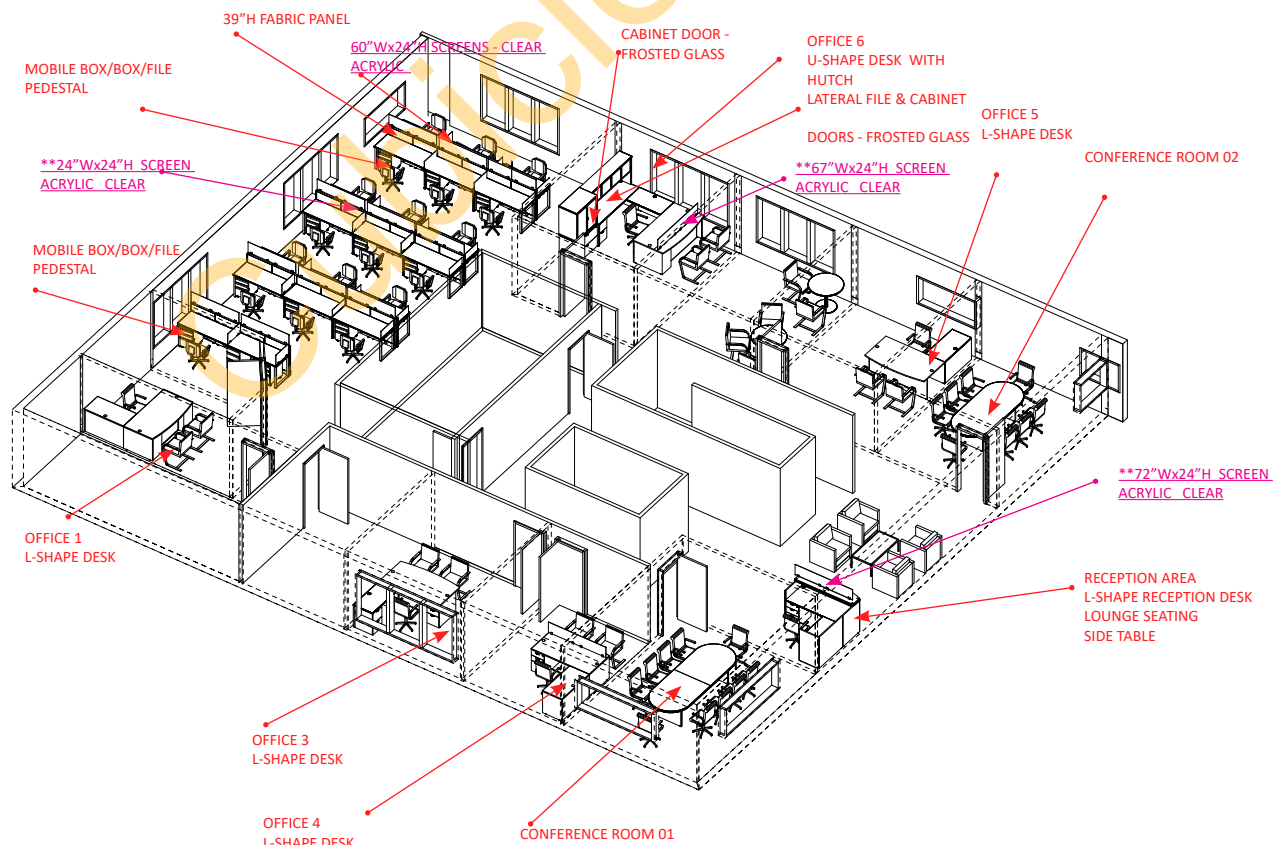 39"H FABRIC PANEL
60"Wx24"H SCREENS - CLEAR
ACRYLIC
CABINET DOOR -
FROSTED GLASS
OFFICE 6
U-SHAPE DESK WITH
HUTCH
LATERAL FILE & CABINET
DOORS - FROSTED GLASS
OFFICE 5
L-SHAPE DESK
CONFERENCE ROOM 02
MOBILE BOX/BOX/FILE
PEDESTAL
**24"Wx24"H SCREEN
ACRYLIC CLEAR
**67"Wx24"H SCREEN
ACRYLIC CLEAR
MOBILE BOX/BOX/FILE
PEDESTAL
**72"Wx24"H SCREEN
ACRYLIC CLEAR
OFFICE 1
L-SHAPE DESK
RECEPTION AREA
L-SHAPE RECEPTION DESK
LOUNGE SEATING
SIDE TABLE
OFFICE 3
L-SHAPE DESK
OFFICE 4
L-SHAPE DESK
CONFERENCE ROOM 01